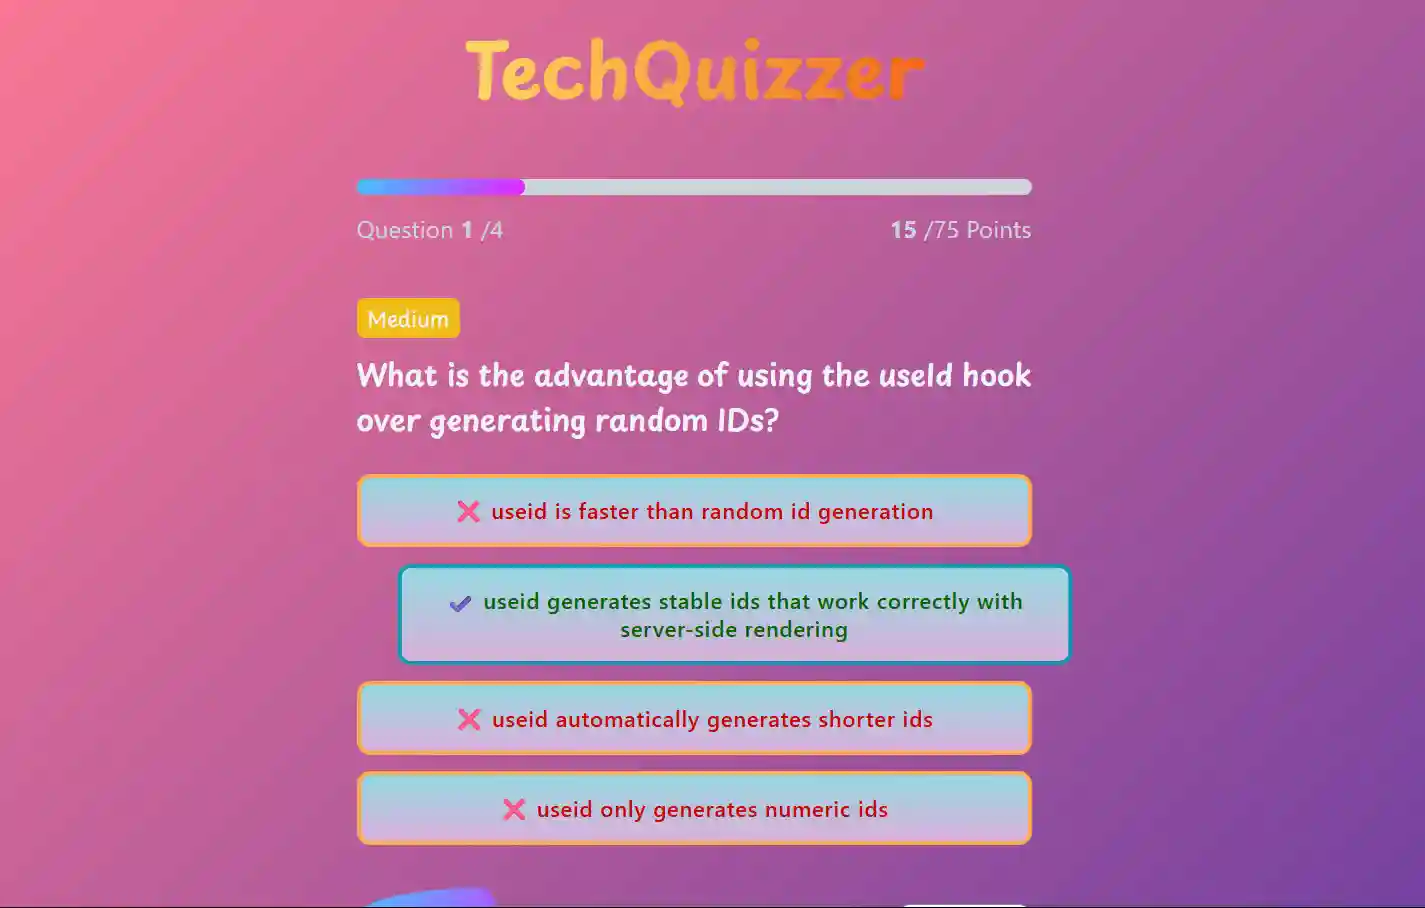 TechQuizzer
Question 1 /4
15 /75 Points
Medium
What is the advantage of using the useId hook
over generating random IDs?
❌ useid is faster than random id generation
✔ useid generates stable ids that work correctly with
server-side rendering
❌ useid automatically generates shorter ids
❌ useid only generates numeric ids